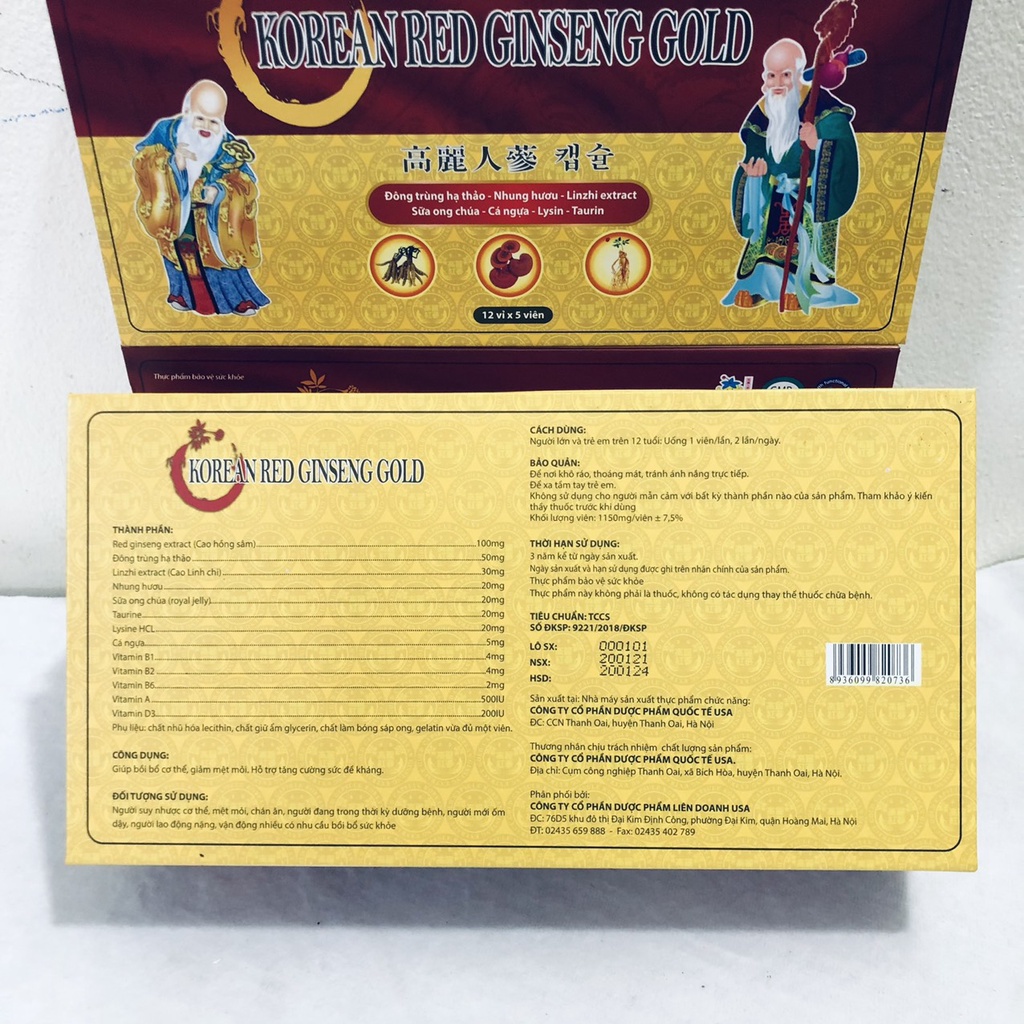 KOREAN RED GINSENG GOLD
高麗人蔘 캡슐
Đông trùng hạ thảo - Nhung hươu - Linzhi extract
Sữa ong chúa - Cá ngựa - Lysin - Taurin
12 vỉ x 5 viên
Thực phẩm bảo vệ sức khỏe
GMP
KOREAN RED GINSENG GOLD
THÀNH PHẦN:
Red ginseng extract (Cao hồng sâm) 100mg
Đông trùng hạ thảo 50mg
Linzhi extract (Cao Linh chi) 30mg
Nhung hươu 20mg
Sữa ong chúa (royal jelly) 20mg
Taurine 20mg
Lysine HCL 20mg
Cá ngựa 5mg
Vitamin B1 4mg
Vitamin B2 4mg
Vitamin B6 2mg
Vitamin A 500IU
Vitamin D3 200IU
Phụ liệu: chất nhũ hóa lecithin, chất giữ ẩm glycerin, chất làm bóng sáp ong, gelatin vừa đủ một viên.
CÔNG DỤNG:
Giúp bồi bổ cơ thể, giảm mệt mỏi. Hỗ trợ tăng cường sức đề kháng.
ĐỐI TƯỢNG SỬ DỤNG:
Người suy nhược cơ thể, mệt mỏi, chán ăn, người đang trong thời kỳ dưỡng bệnh, người mới ốm
dậy, người lao động nặng, vận động nhiều có nhu cầu bồi bổ sức khỏe
CÁCH DÙNG:
Người lớn và trẻ em trên 12 tuổi: Uống 1 viên/lần, 2 lần/ngày.
BẢO QUẢN:
Để nơi khô ráo, thoáng mát, tránh ánh nắng trực tiếp.
Để xa tầm tay trẻ em.
Không sử dụng cho người mẫn cảm với bất kỳ thành phần nào của sản phẩm. Tham khảo ý kiến
thầy thuốc trước khi dùng
Khối lượng viên: 1150mg/viên ± 7,5%
THỜI HẠN SỬ DỤNG:
3 năm kể từ ngày sản xuất.
Ngày sản xuất và hạn sử dụng được ghi trên nhãn chính của sản phẩm.
Thực phẩm bảo vệ sức khỏe
Thực phẩm này không phải là thuốc, không có tác dụng thay thế thuốc chữa bệnh.
TIÊU CHUẨN: TCCS
SỐ ĐKSP: 9221/2018/ĐKSP
LÔ SX: 000101
NSX: 200121
HSD: 200124
8936099 820736
Sản xuất tại: Nhà máy sản xuất thực phẩm chức năng:
CÔNG TY CỔ PHẦN DƯỢC PHẨM QUỐC TẾ USA
ĐC: CCN Thanh Oai, huyện Thanh Oai, Hà Nội
Thương nhân chịu trách nhiệm chất lượng sản phẩm:
CÔNG TY CỔ PHẦN DƯỢC PHẨM QUỐC TẾ USA.
Địa chỉ: Cụm công nghiệp Thanh Oai, xã Bích Hòa, huyện Thanh Oai, Hà Nội.
Phân phối bởi:
CÔNG TY CỔ PHẦN DƯỢC PHẨM LIÊN DOANH USA
ĐC: 76D5 khu đô thị Đại Kim Định Công, phường Đại Kim, quận Hoàng Mai, Hà Nội
ĐT: 02435 659 888 - Fax: 02435 402 789